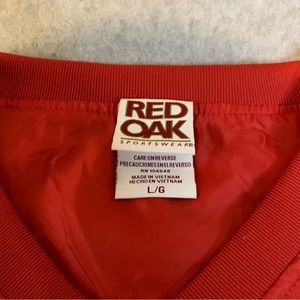 RED
OAK
SPORTSWEAR®
CARE ON REVERSE
PRECAUCIONES EN EL REVERSO
RN 104648
MADE IN VIETNAM
HECHO EN VIETNAM
L/G